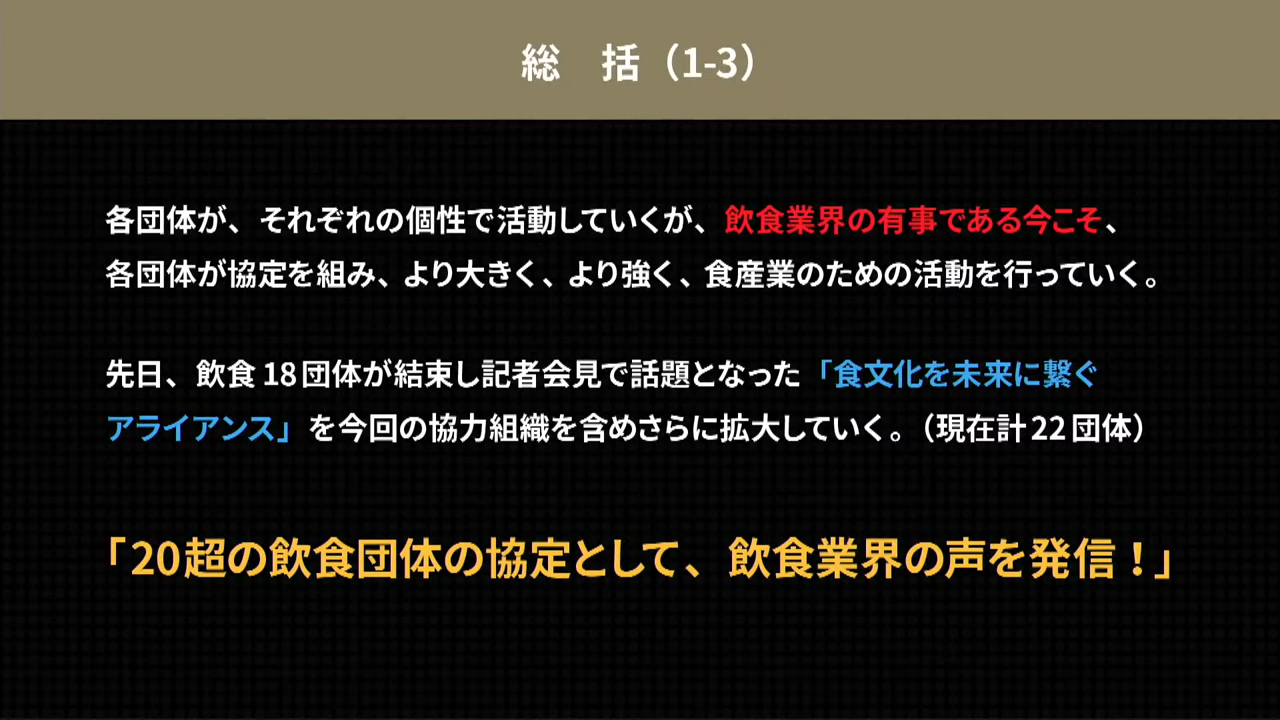 総　括（1-3）
各団体が、それぞれの個性で活動していくが、飲食業界の有事である今こそ、
各団体が協定を組み、より大きく、より強く、食産業のための活動を行っていく。
先日、飲食18団体が結束し記者会見で話題となった「食文化を未来に繋ぐ
アライアンス」を今回の協力組織を含めさらに拡大していく。（現在計22団体）
「20超の飲食団体の協定として、飲食業界の声を発信！」